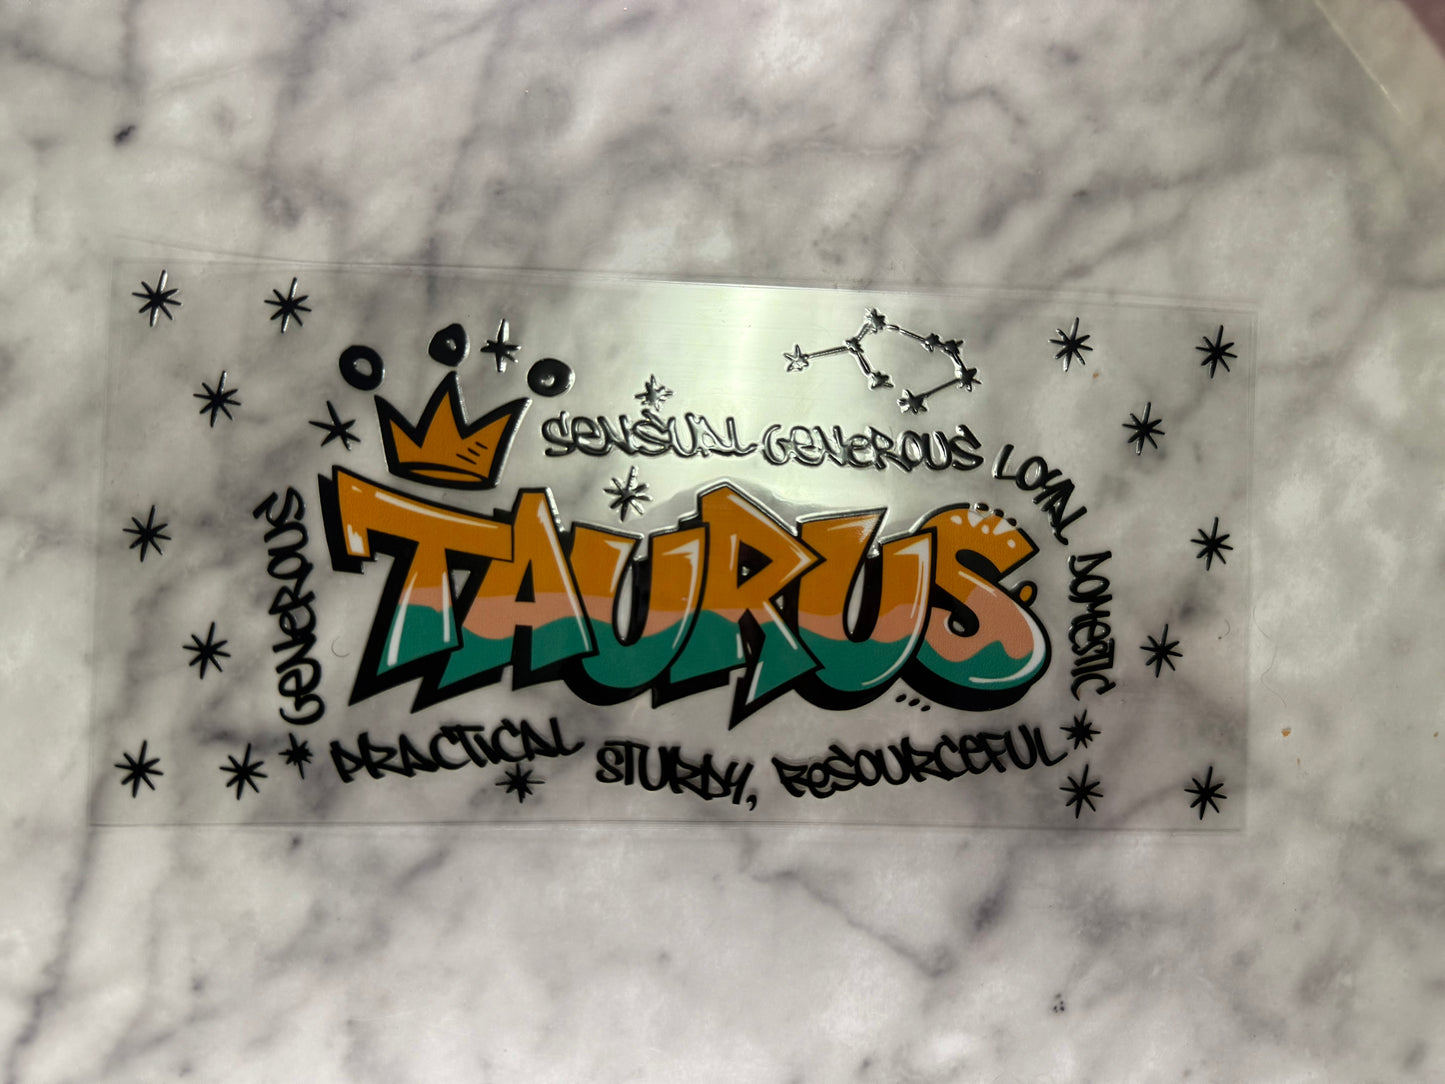 SENSUAL GENEROUS LOYAL DOMESTIC
GENEROUS
TAURUS
PRACTICAL STURDY, RESOURCEFUL